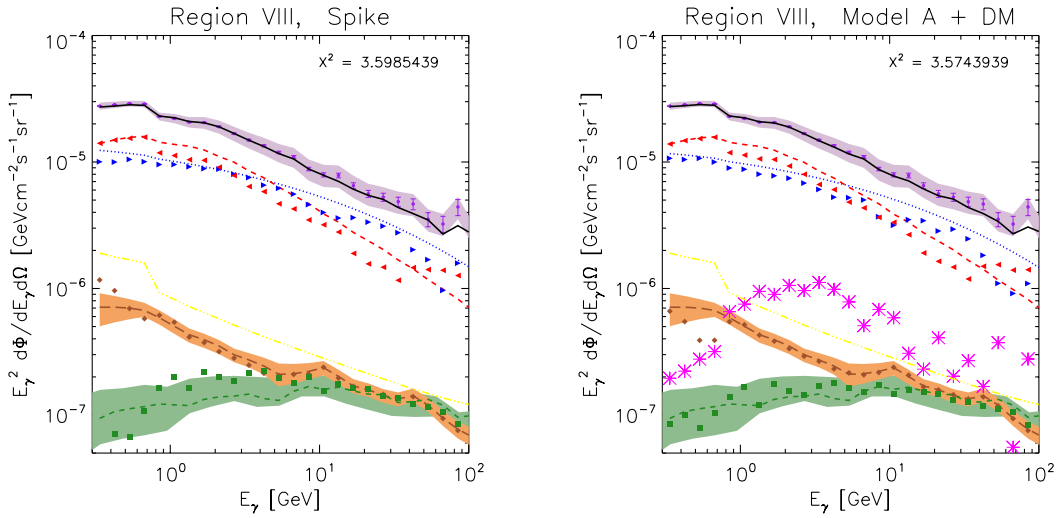 Region VIII, Spike
10⁻⁴
10⁻⁵
10⁻⁶
10⁻⁷
E_γ² dΦ/dE_γdΩ [GeVcm⁻²s⁻¹sr⁻¹]
X² = 3.5985439
10⁰ 10¹ 10²
E_γ [GeV]
Region VIII, Model A + DM
10⁻⁴
10⁻⁵
10⁻⁶
10⁻⁷
E_γ² dΦ/dE_γdΩ [GeVcm⁻²s⁻¹sr⁻¹]
X² = 3.5743939
10⁰ 10¹ 10²
E_γ [GeV]